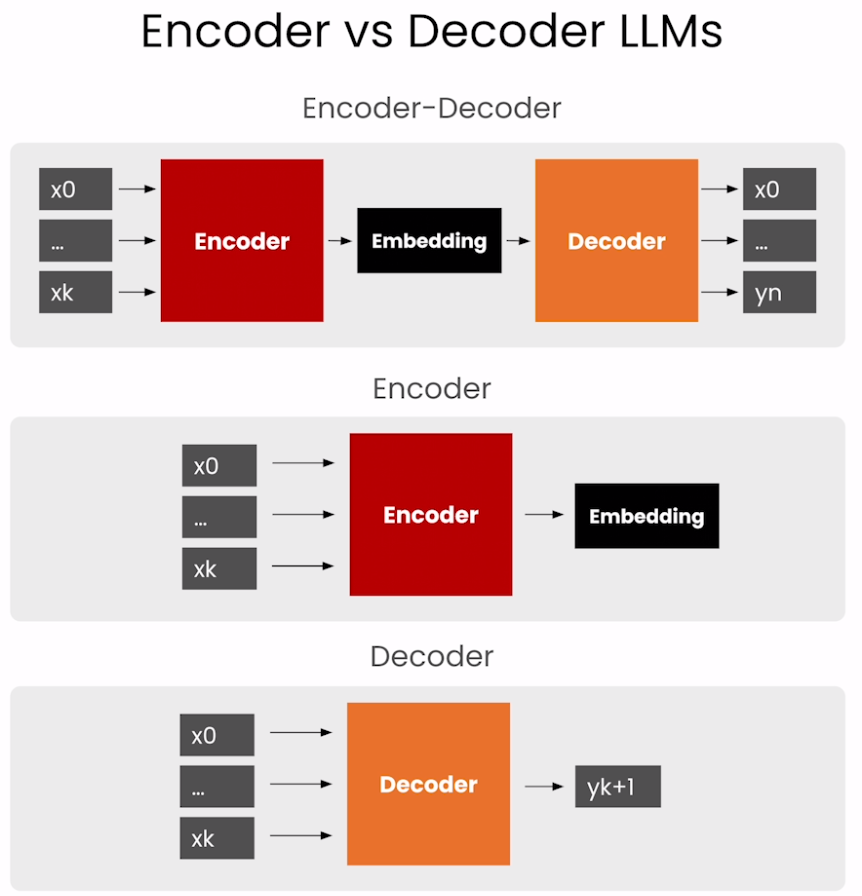 Encoder vs Decoder LLMs
Encoder-Decoder
x0
...
xk
Encoder
Embedding
Decoder
x0
...
yn
Encoder
x0
...
xk
Encoder
Embedding
Decoder
x0
...
xk
Decoder
yk+1